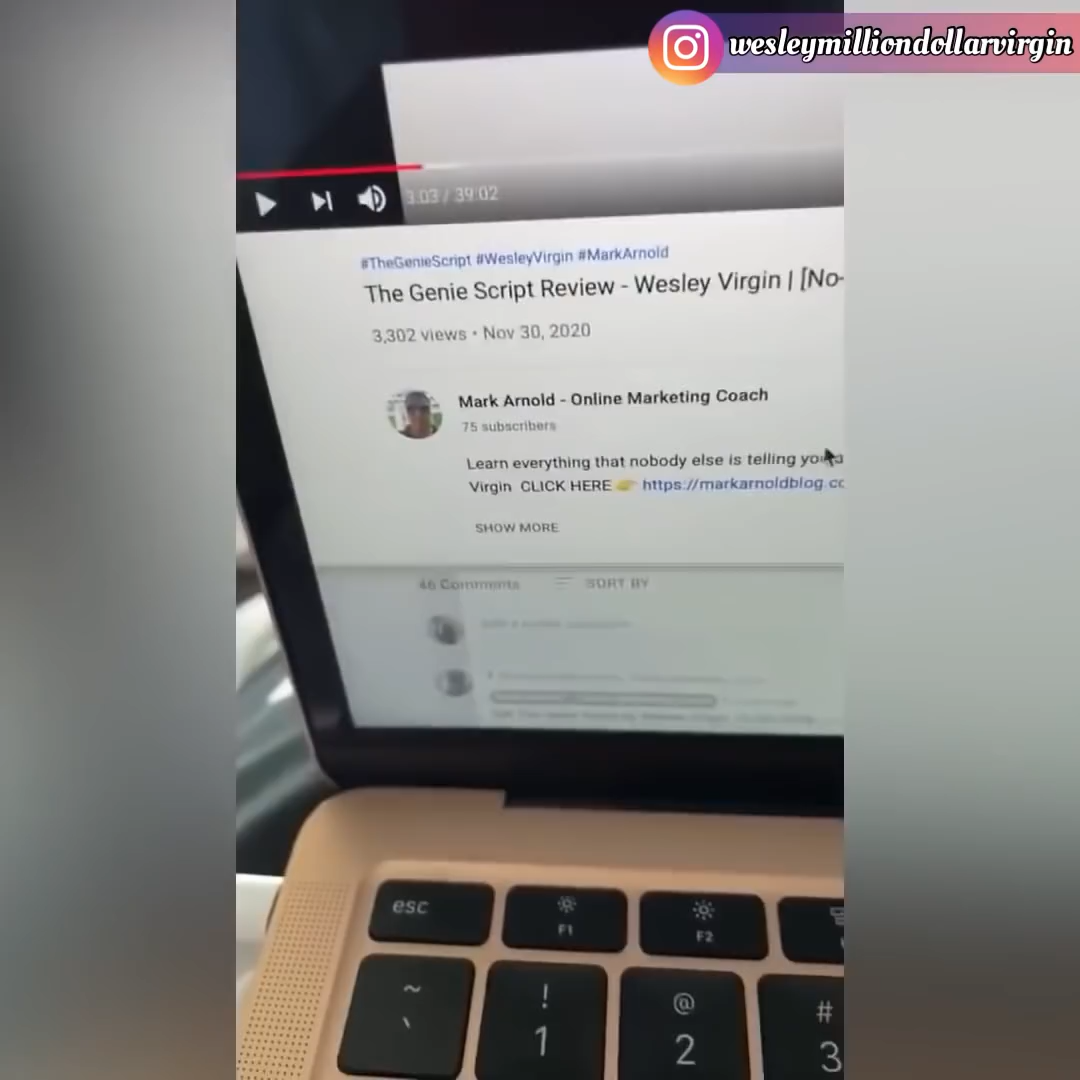 wesleymilliondollarvirgin
3:03 / 39:02
#TheGenieScript #WesleyVirgin #MarkArnold
The Genie Script Review - Wesley Virgin | [No-
3,302 views • Nov 30, 2020
Mark Arnold - Online Marketing Coach
75 subscribers
Learn everything that nobody else is telling you
Virgin CLICK HERE 👉 https://markarnoldblog.co
SHOW MORE
46 Comments SORT BY
esc
F1
F2
~
`
!
1
@
2
#
3